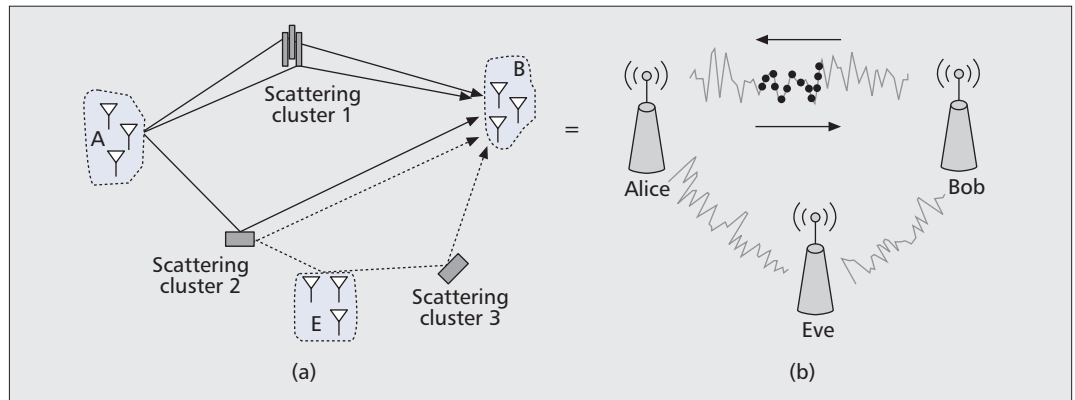 A
Scattering
cluster 1
B
Scattering
cluster 2
E
Scattering
cluster 3
(a)
=
Alice
Bob
Eve
(b)